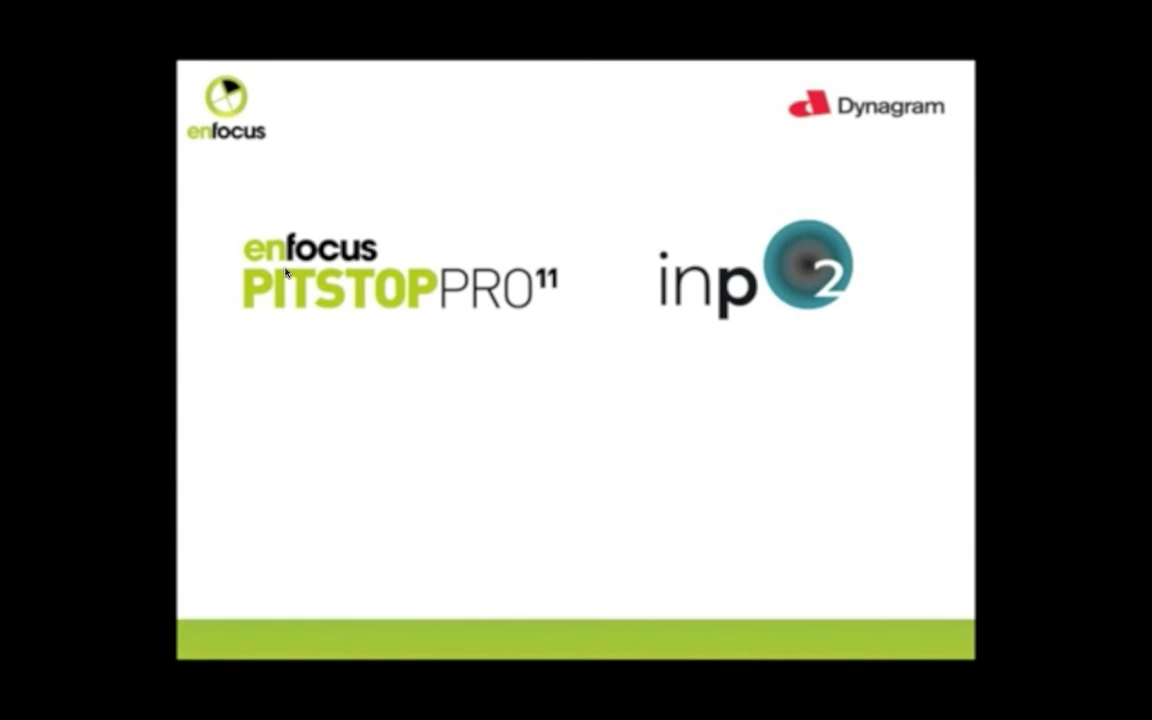 enfocus
Dynagram
enfocus
PITSTOPPRO11
inpO2